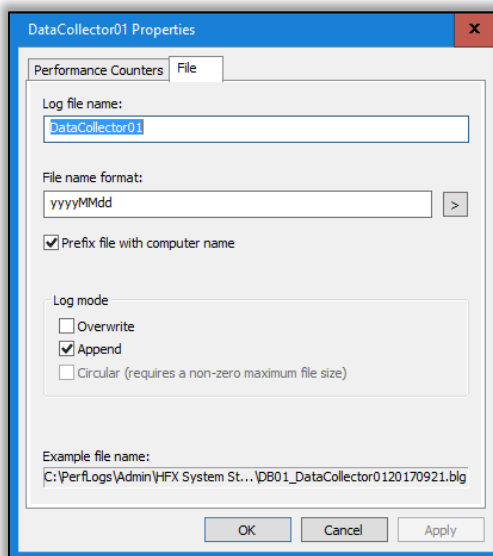 DataCollector01 Properties
x
Performance Counters File
Log file name:
DataCollector01
File name format:
yyyyMMdd
>
Prefix file with computer name
Log mode
Overwrite
Append
Circular (requires a non-zero maximum file size)
Example file name:
C:\PerfLogs\Admin\HFX System St...\DB01_DataCollector0120170921.blg
OK Cancel Apply